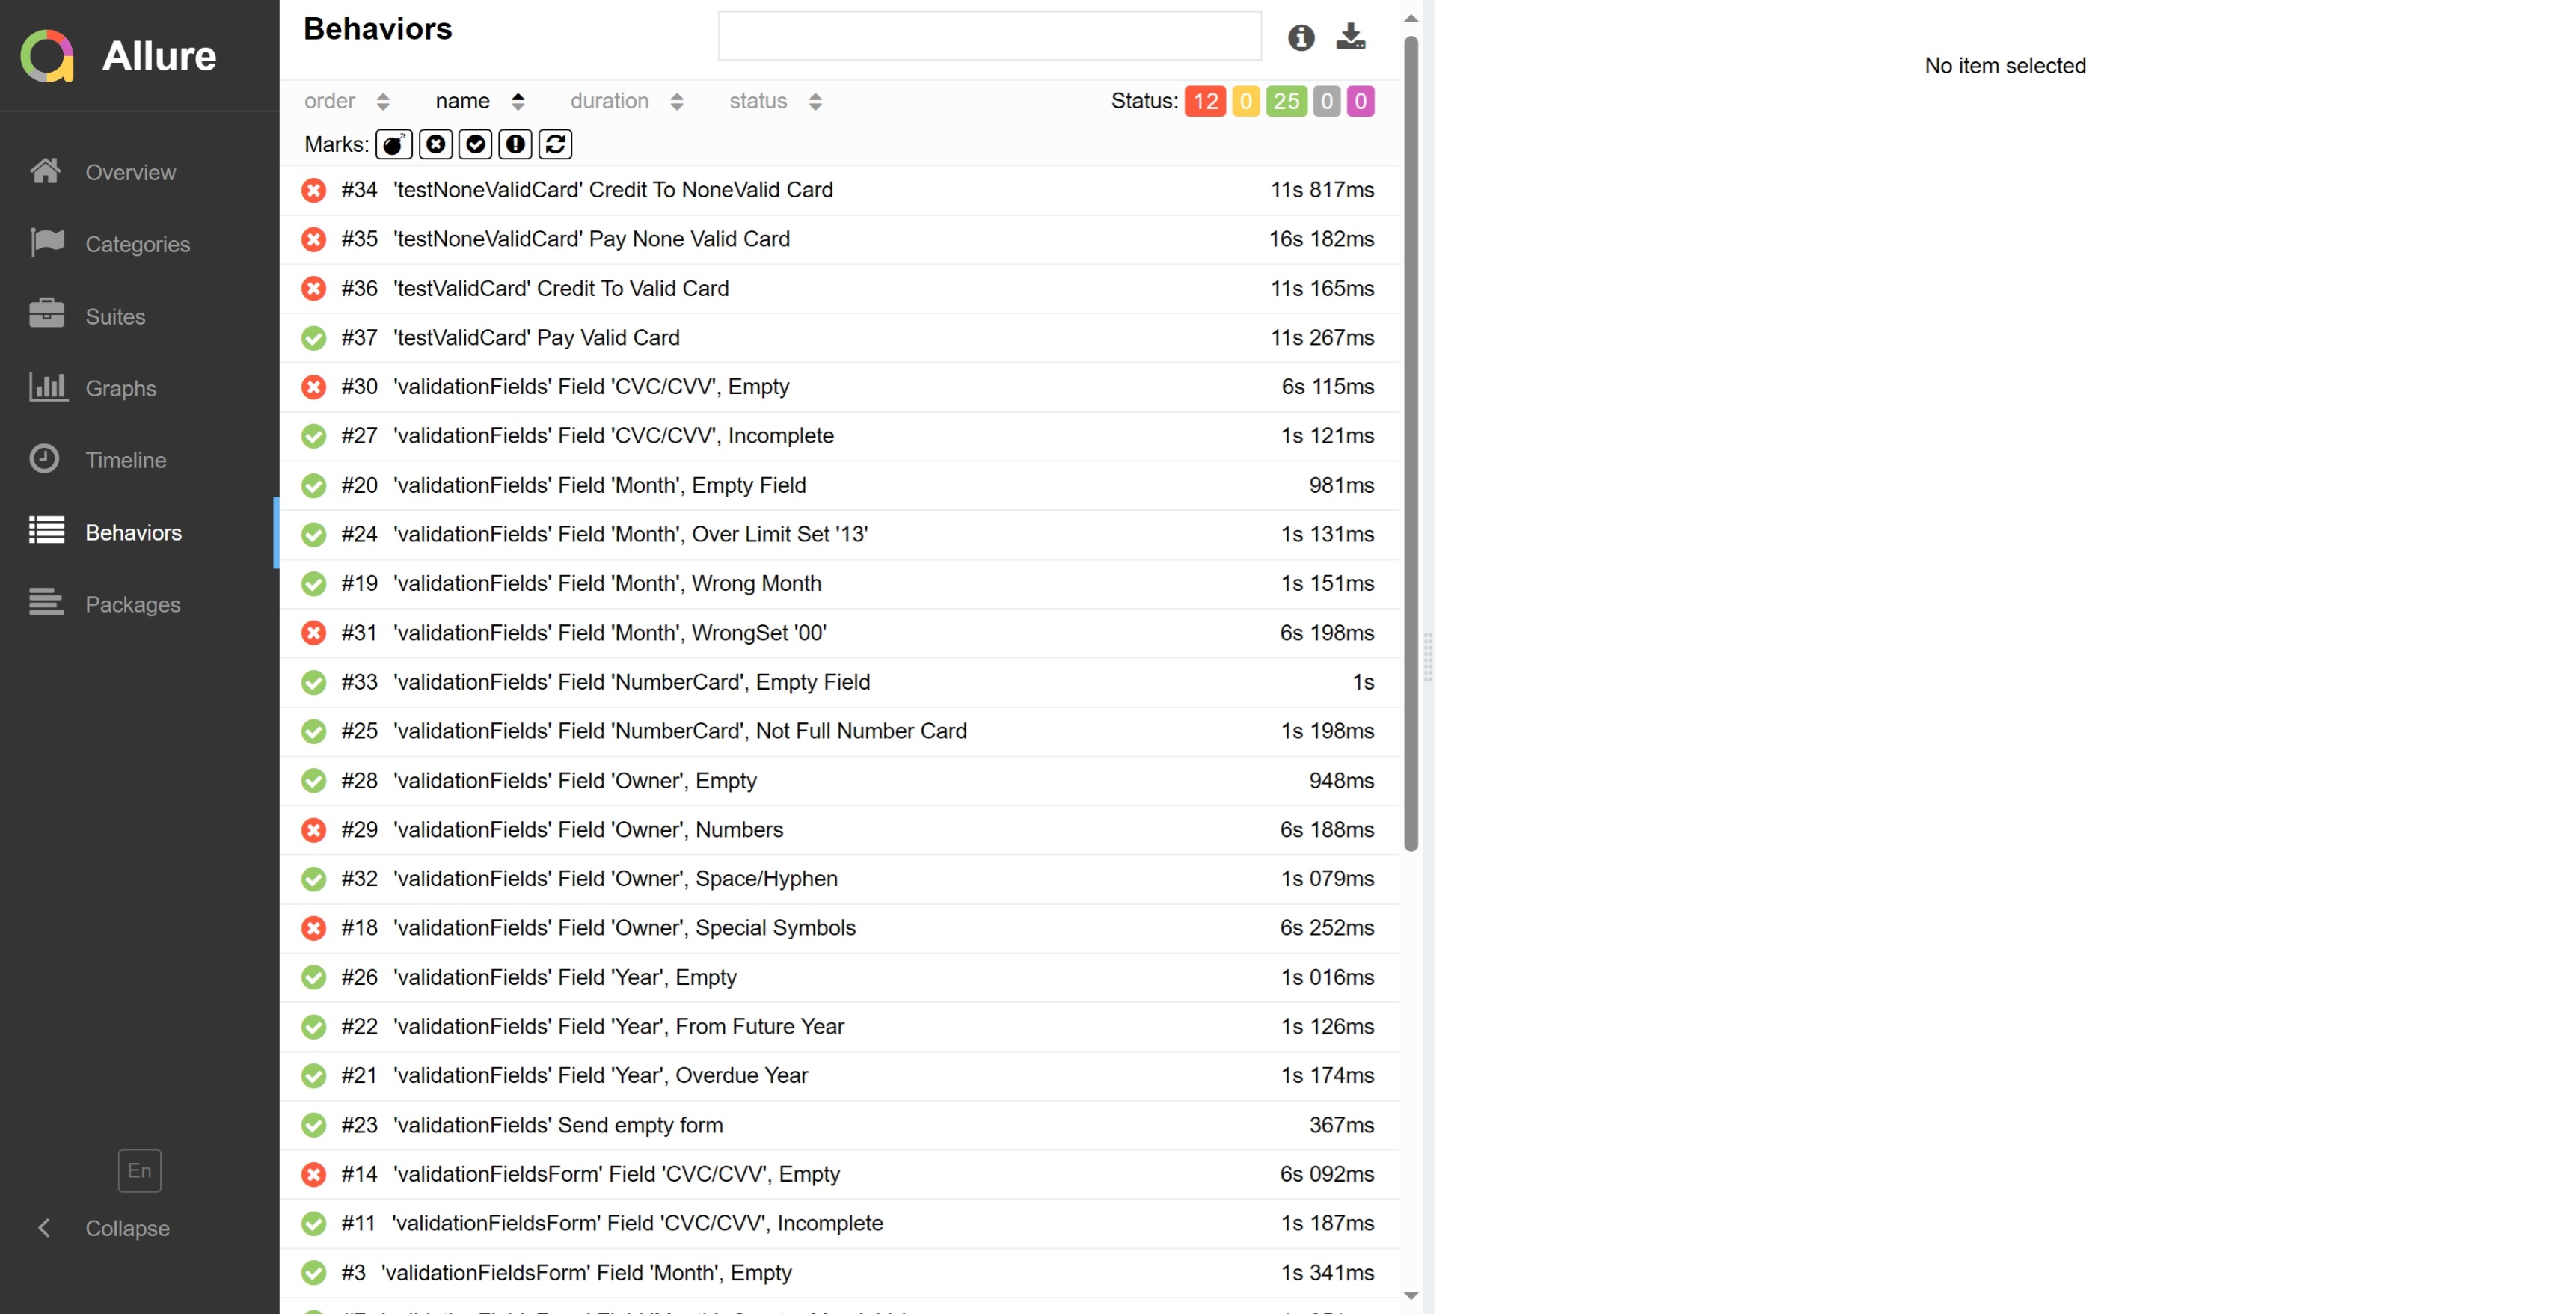 Allure
Overview
Categories
Suites
Graphs
Timeline
Behaviors
Packages
En
Collapse
Behaviors
order name duration status Status: 12 0 25 0 0
Marks:
#34 'testNoneValidCard' Credit To NoneValid Card 11s 817ms
#35 'testNoneValidCard' Pay None Valid Card 16s 182ms
#36 'testValidCard' Credit To Valid Card 11s 165ms
#37 'testValidCard' Pay Valid Card 11s 267ms
#30 'validationFields' Field 'CVC/CVV', Empty 6s 115ms
#27 'validationFields' Field 'CVC/CVV', Incomplete 1s 121ms
#20 'validationFields' Field 'Month', Empty Field 981ms
#24 'validationFields' Field 'Month', Over Limit Set '13' 1s 131ms
#19 'validationFields' Field 'Month', Wrong Month 1s 151ms
#31 'validationFields' Field 'Month', WrongSet '00' 6s 198ms
#33 'validationFields' Field 'NumberCard', Empty Field 1s
#25 'validationFields' Field 'NumberCard', Not Full Number Card 1s 198ms
#28 'validationFields' Field 'Owner', Empty 948ms
#29 'validationFields' Field 'Owner', Numbers 6s 188ms
#32 'validationFields' Field 'Owner', Space/Hyphen 1s 079ms
#18 'validationFields' Field 'Owner', Special Symbols 6s 252ms
#26 'validationFields' Field 'Year', Empty 1s 016ms
#22 'validationFields' Field 'Year', From Future Year 1s 126ms
#21 'validationFields' Field 'Year', Overdue Year 1s 174ms
#23 'validationFields' Send empty form 367ms
#14 'validationFieldsForm' Field 'CVC/CVV', Empty 6s 092ms
#11 'validationFieldsForm' Field 'CVC/CVV', Incomplete 1s 187ms
#3 'validationFieldsForm' Field 'Month', Empty 1s 341ms
No item selected